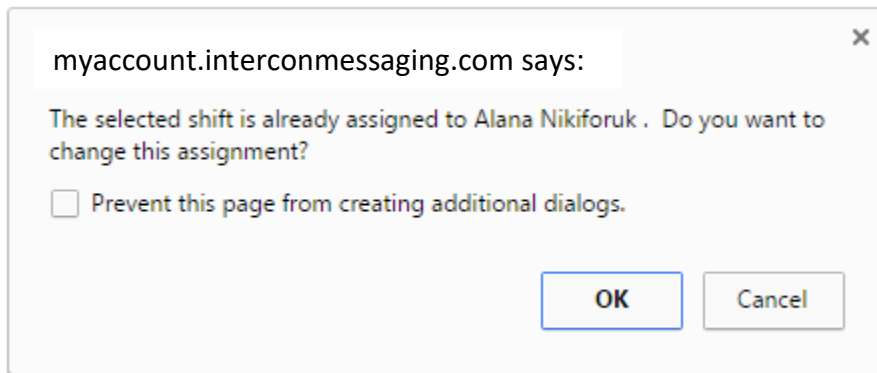 myaccount.interconmessaging.com says:
The selected shift is already assigned to Alana Nikiforuk .  Do you want to
change this assignment?
Prevent this page from creating additional dialogs.
OK
Cancel